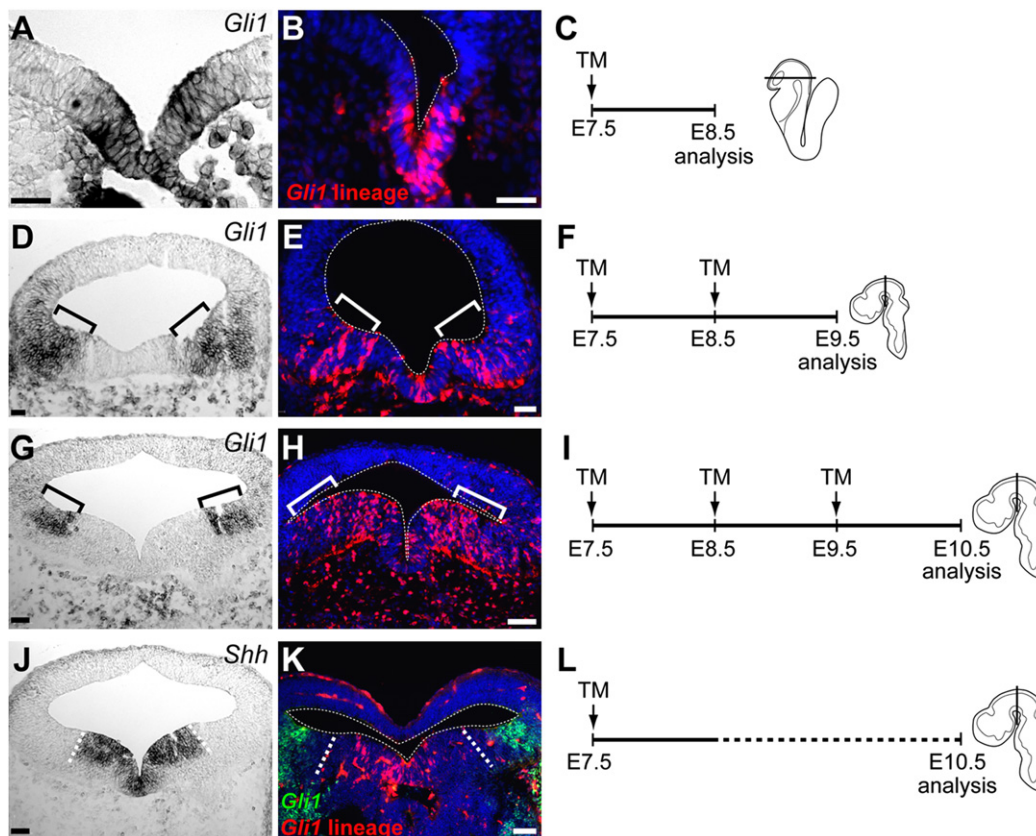 A
Gli1
B
Gli1 lineage
C
TM
E7.5
E8.5
analysis
D
Gli1
E
F
TM
TM
E7.5
E8.5
E9.5
analysis
G
Gli1
H
I
TM
TM
TM
E7.5
E8.5
E9.5
E10.5
analysis
J
Shh
K
Gli1
Gli1 lineage
L
TM
E7.5
E10.5
analysis